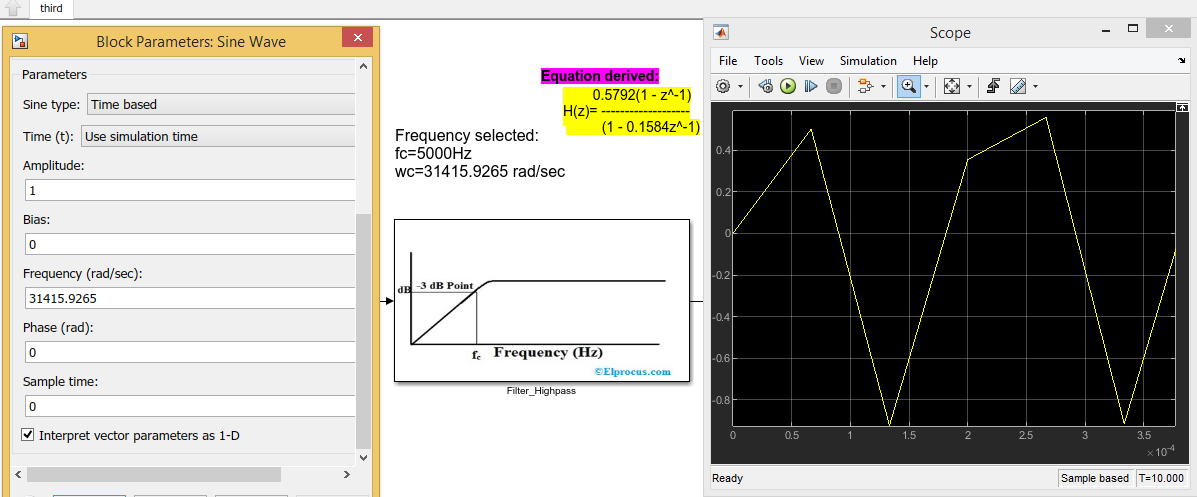 third
Block Parameters: Sine Wave
Parameters
Sine type: Time based
Time (t): Use simulation time
Amplitude:
1
Bias:
0
Frequency (rad/sec):
31415.9265
Phase (rad):
0
Sample time:
0
Interpret vector parameters as 1-D
Equation derived:
0.5792(1 - z^-1)
H(z)= -------------------
(1 - 0.1584z^-1)
Frequency selected:
fc=5000Hz
wc=31415.9265 rad/sec
dB
-3 dB Point
fc
Frequency (Hz)
©Elprocus.com
Filter_Highpass
Scope
File Tools View Simulation Help
0.4
0.2
0
-0.2
-0.4
-0.6
-0.8
0 0.5 1 1.5 2 2.5 3 3.5
×10^-4
Ready
Sample based T=10.000